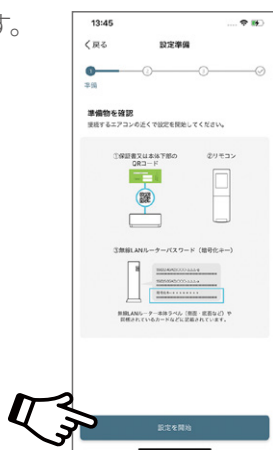 す。
13:45
く戻る
設定準備
1
2
3
準備
準備物を確認
接続するエアコンの近くで設定を開始してください。
①保証書又は本体下部の
QRコード
②リモコン
③無線LANルーターパスワード（暗号化キー）
無線LANルーター本体ラベル（側面・底面など）や
同梱されているカードなどに記載されています。
設定を開始